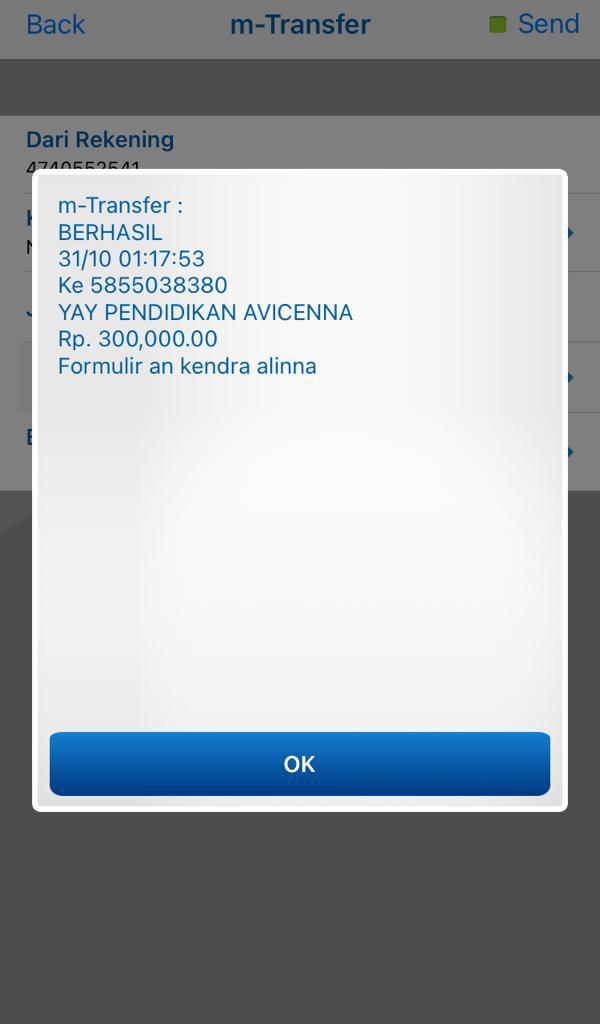 Back m-Transfer Send
Dari Rekening
4740552541
m-Transfer :
BERHASIL
31/10 01:17:53
Ke 5855038380
YAY PENDIDIKAN AVICENNA
Rp. 300,000.00
Formulir an kendra alinna
OK